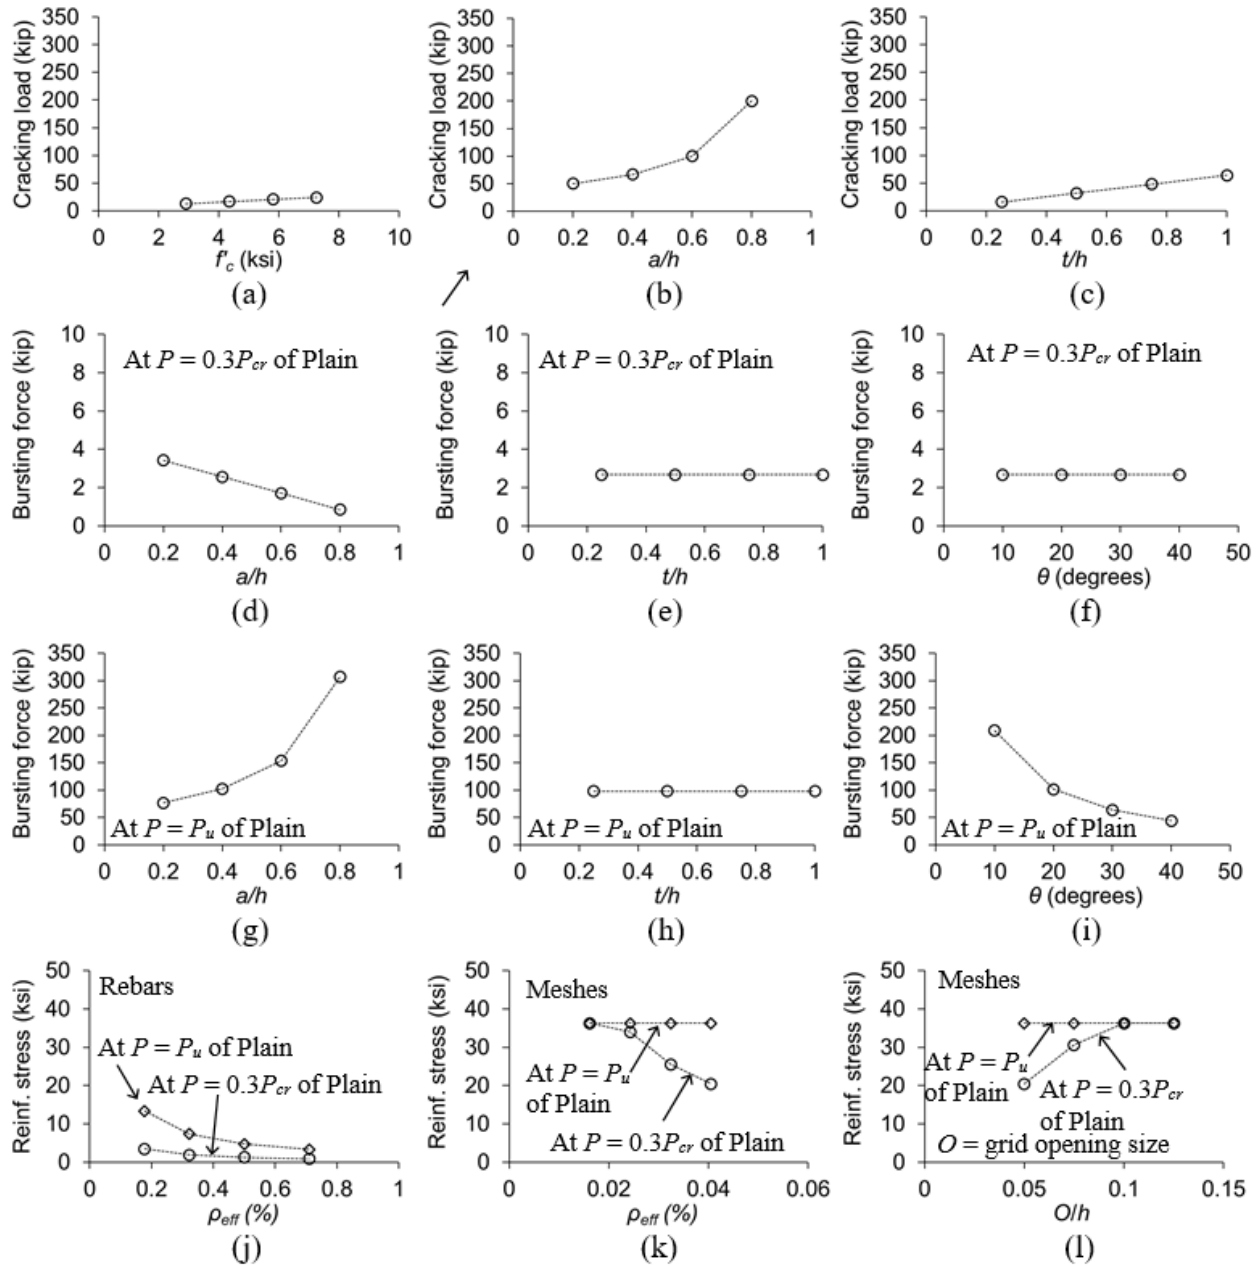 Cracking load (kip)
350
300
250
200
150
100
50
0
0 2 4 6 8 10
f'c (ksi)
(a)
Cracking load (kip)
350
300
250
200
150
100
50
0
0 0.2 0.4 0.6 0.8 1
a/h
(b)
Cracking load (kip)
350
300
250
200
150
100
50
0
0 0.2 0.4 0.6 0.8 1
t/h
(c)
Bursting force (kip)
10
8
6
4
2
0
At P = 0.3Pcr of Plain
0 0.2 0.4 0.6 0.8 1
a/h
(d)
Bursting force (kip)
10
8
6
4
2
0
At P = 0.3Pcr of Plain
0 0.2 0.4 0.6 0.8 1
t/h
(e)
Bursting force (kip)
10
8
6
4
2
0
At P = 0.3Pcr of Plain
0 10 20 30 40 50
θ (degrees)
(f)
Bursting force (kip)
350
300
250
200
150
100
50
0
At P = Pu of Plain
0 0.2 0.4 0.6 0.8 1
a/h
(g)
Bursting force (kip)
350
300
250
200
150
100
50
0
At P = Pu of Plain
0 0.2 0.4 0.6 0.8 1
t/h
(h)
Bursting force (kip)
350
300
250
200
150
100
50
0
At P = Pu of Plain
0 10 20 30 40 50
θ (degrees)
(i)
Reinf. stress (ksi)
50
40
30
20
10
0
Rebars
At P = Pu of Plain
At P = 0.3Pcr of Plain
0 0.2 0.4 0.6 0.8 1
ρeff (%)
(j)
Reinf. stress (ksi)
50
40
30
20
10
0
Meshes
At P = Pu
of Plain
At P = 0.3Pcr of Plain
0 0.02 0.04 0.06
ρeff (%)
(k)
Reinf. stress (ksi)
50
40
30
20
10
0
Meshes
At P = Pu
of Plain
At P = 0.3Pcr
of Plain
O = grid opening size
0 0.05 0.1 0.15
O/h
(l)